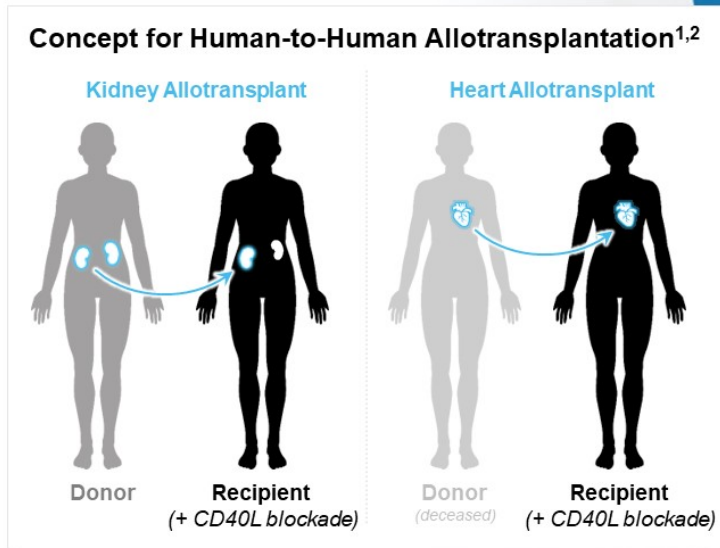 Concept for Human-to-Human Allotransplantation1,2
Kidney Allotransplant
Heart Allotransplant
Donor
Recipient
(+ CD40L blockade)
Donor
(deceased)
Recipient
(+ CD40L blockade)